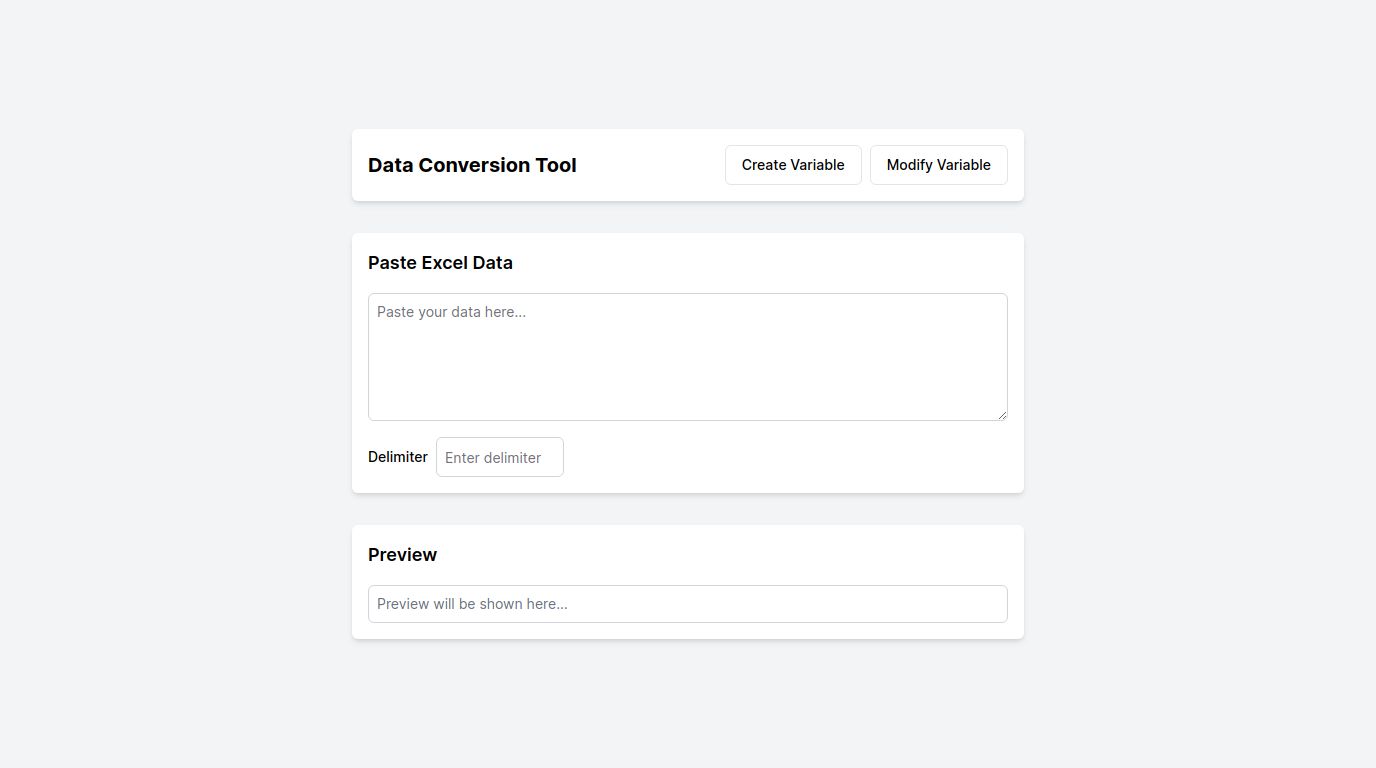 Data Conversion Tool
Create Variable
Modify Variable
Paste Excel Data
Paste your data here...
Delimiter
Enter delimiter
Preview
Preview will be shown here...